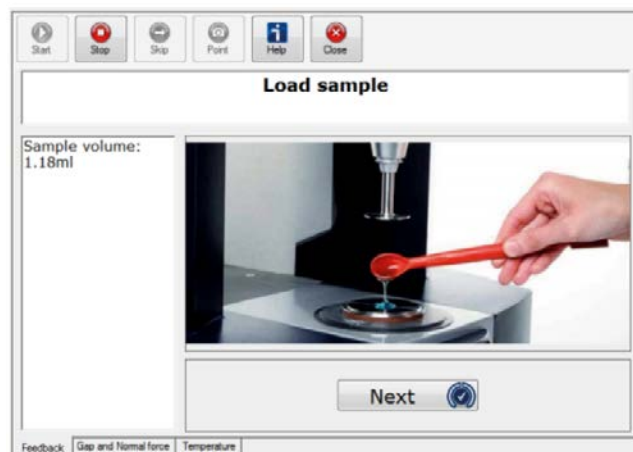 Start Stop Skip Point Help Close
Load sample
Sample volume:
1.18ml
Next
Feedback Gap and Normal force Temperature